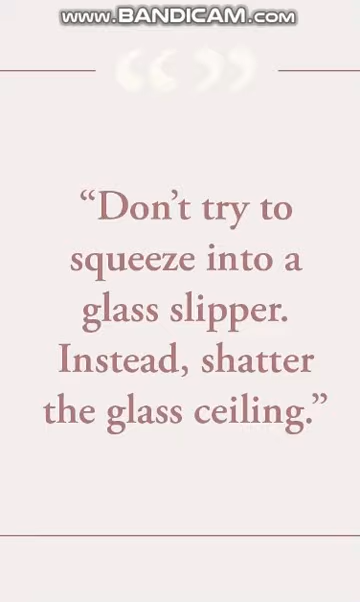 www.BANDICAM.com
“Don’t try to
squeeze into a
glass slipper.
Instead, shatter
the glass ceiling.”